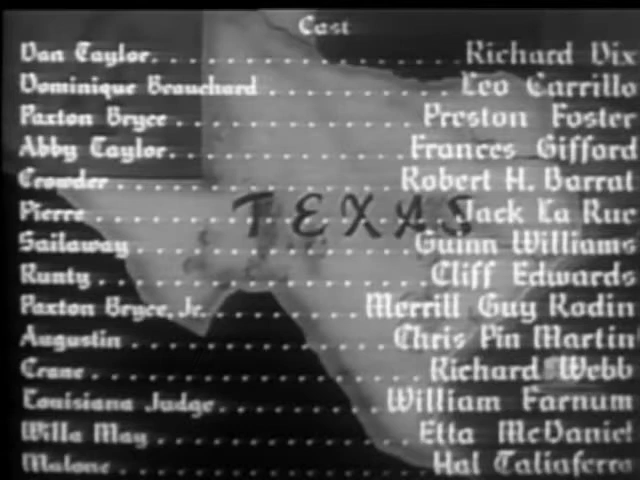 Cast
Dan Taylor. . . . . . . . . . . . . . . . . . . . Richard Dix
Dominique Beauchard . . . . . . . . . . . . Leo Carrillo
Paxton Bryce . . . . . . . . . . . . . . . Preston Foster
Abby Taylor. . . . . . . . . . . . . . . Frances Gifford
Crowder . . . . . . . . . . . . . . . . . . Robert H. Barrat
Pierre . . . . . . . . . . . . . . . . . . . . . . Jack La Rue
TEXAS
Sailaway . . . . . . . . . . . . . . . . . . Guinn Williams
Runty . . . . . . . . . . . . . . . . . . . . . Cliff Edwards
Paxton Bryce, Jr. . . . . . . . . . . Merrill Guy Rodin
Augustin . . . . . . . . . . . . . . . . . Chris Pin Martin
Crane . . . . . . . . . . . . . . . . . . . . . Richard Webb
Louisiana Judge. . . . . . . . . . . . William Farnum
Willa May . . . . . . . . . . . . . . . . . Etta McDaniel
Malone . . . . . . . . . . . . . . . . . . . Hal Taliaferro